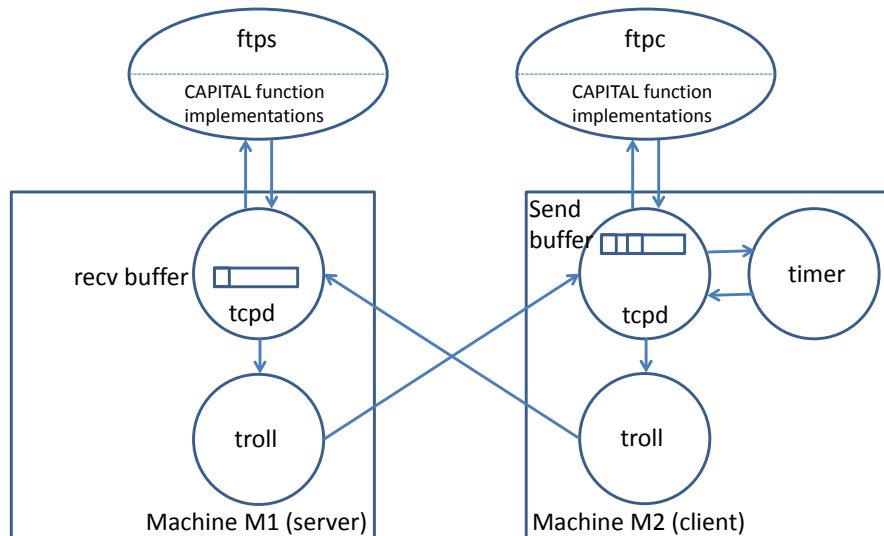 ftps
CAPITAL function
implementations
ftpc
CAPITAL function
implementations
recv buffer
tcpd
troll
Machine M1 (server)
Send
buffer
tcpd
timer
troll
Machine M2 (client)